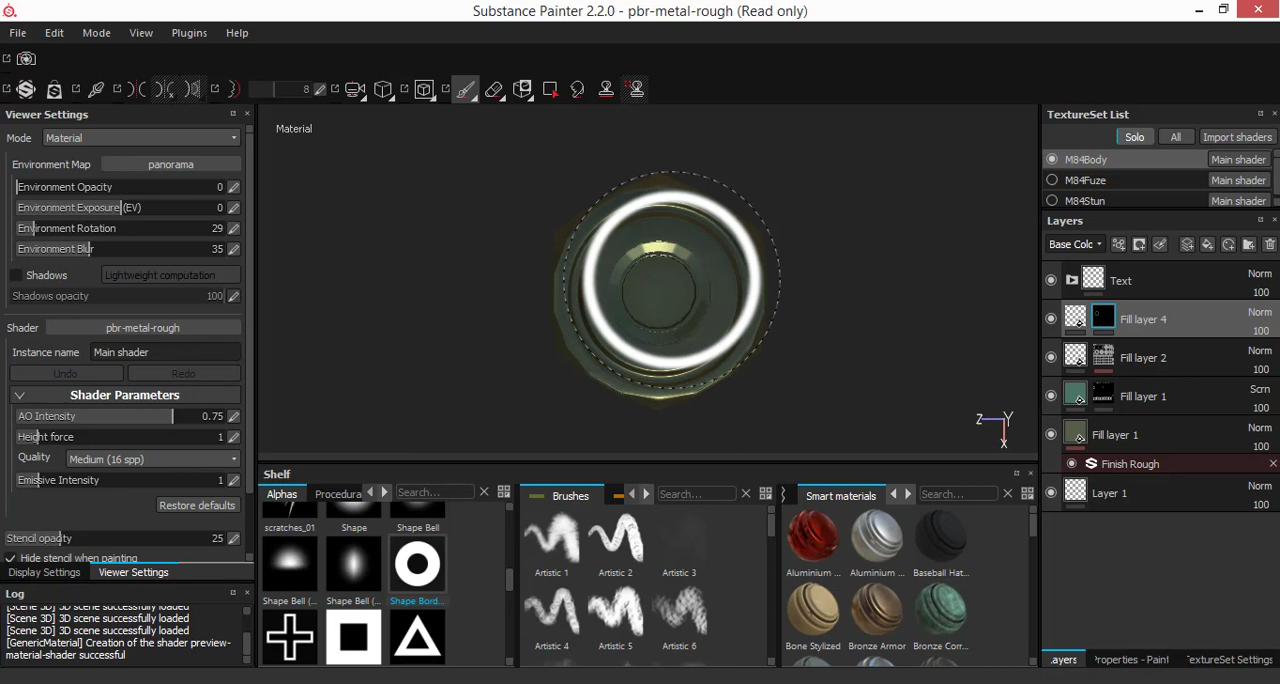 Substance Painter 2.2.0 - pbr-metal-rough (Read only)
File Edit Mode View Plugins Help
8
Viewer Settings
Mode Material
Environment Map panorama
Environment Opacity 0
Environment Exposure (EV) 0
Environment Rotation 29
Environment Blur 35
Shadows Lightweight computation
Shadows opacity 100
Shader pbr-metal-rough
Instance name Main shader
Undo Redo
Shader Parameters
AO Intensity 0.75
Height force 1
Quality Medium (16 spp)
Emissive Intensity 1
Restore defaults
Stencil opacity 25
Hide stencil when painting
Display Settings Viewer Settings
Log
[Scene 3D] 3D scene successfully loaded
[Scene 3D] 3D scene successfully loaded
[Scene 3D] 3D scene successfully loaded
[GenericMaterial] Creation of the shader preview-
material-shader successful
Material
Z Y
X
Shelf
Alphas Procedura Search...
scratches_01 Shape Shape Bell
Shape Bell (... Shape Bell (... Shape Bord...
Brushes Search...
Artistic 1 Artistic 2 Artistic 3
Artistic 4 Artistic 5 Artistic 6
Smart materials Search...
Aluminium ... Aluminium ... Baseball Hat...
Bone Stylized Bronze Armor Bronze Corr...
TextureSet List
Solo All Import shaders
M84Body Main shader
M84Fuze Main shader
M84Stun Main shader
Layers
Base Colc
Text Norm 100
Fill layer 4 Norm 100
Fill layer 2 Norm 100
Fill layer 1 Scrn 100
Fill layer 1 Norm 100
Finish Rough
Layer 1 Norm 100
.ayers ?roperties - Paint TextureSet Settings